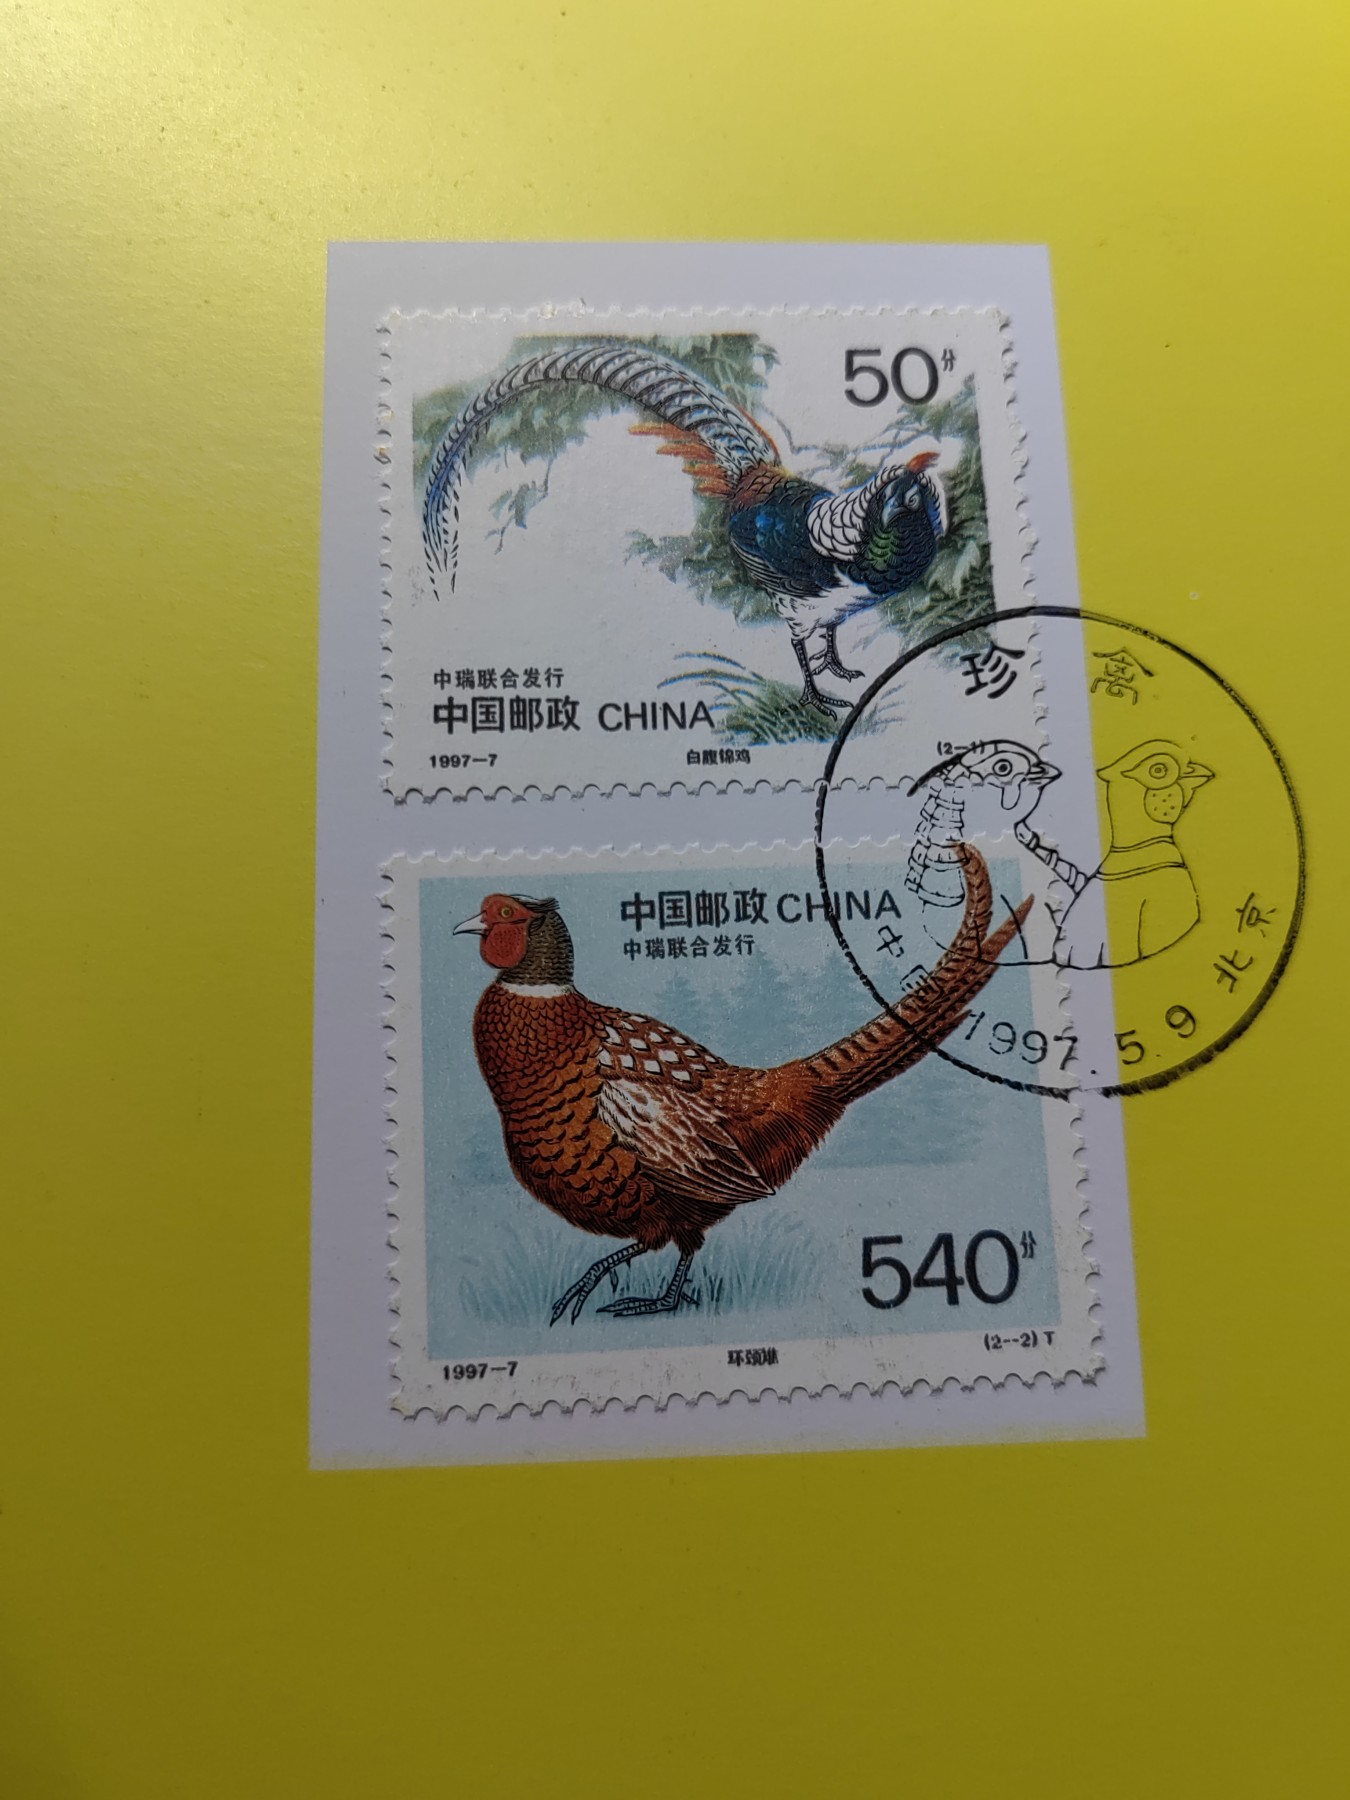 50分
中瑞联合发行
中国邮政 CHINA
1997-7
白腹锦鸡
(2-1)T
珍禽
中国邮政 CHINA
中瑞联合发行
540分
1997-7
环颈雉
(2--2) T
中国
1997.5.9
北京